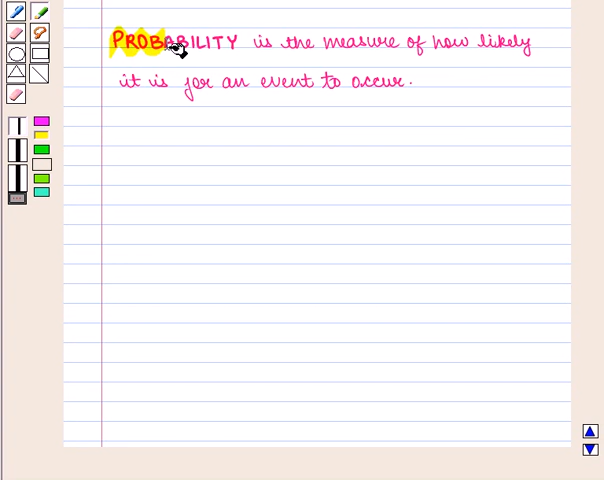 PROBABILITY is the measure of how likely
it is for an event to occur.